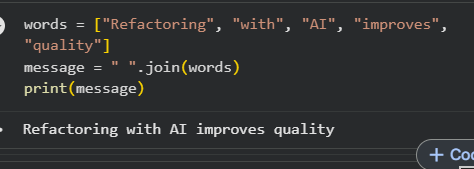 words = ["Refactoring", "with", "AI", "improves",
"quality"]
message = " ".join(words)
print(message)
Refactoring with AI improves quality
+